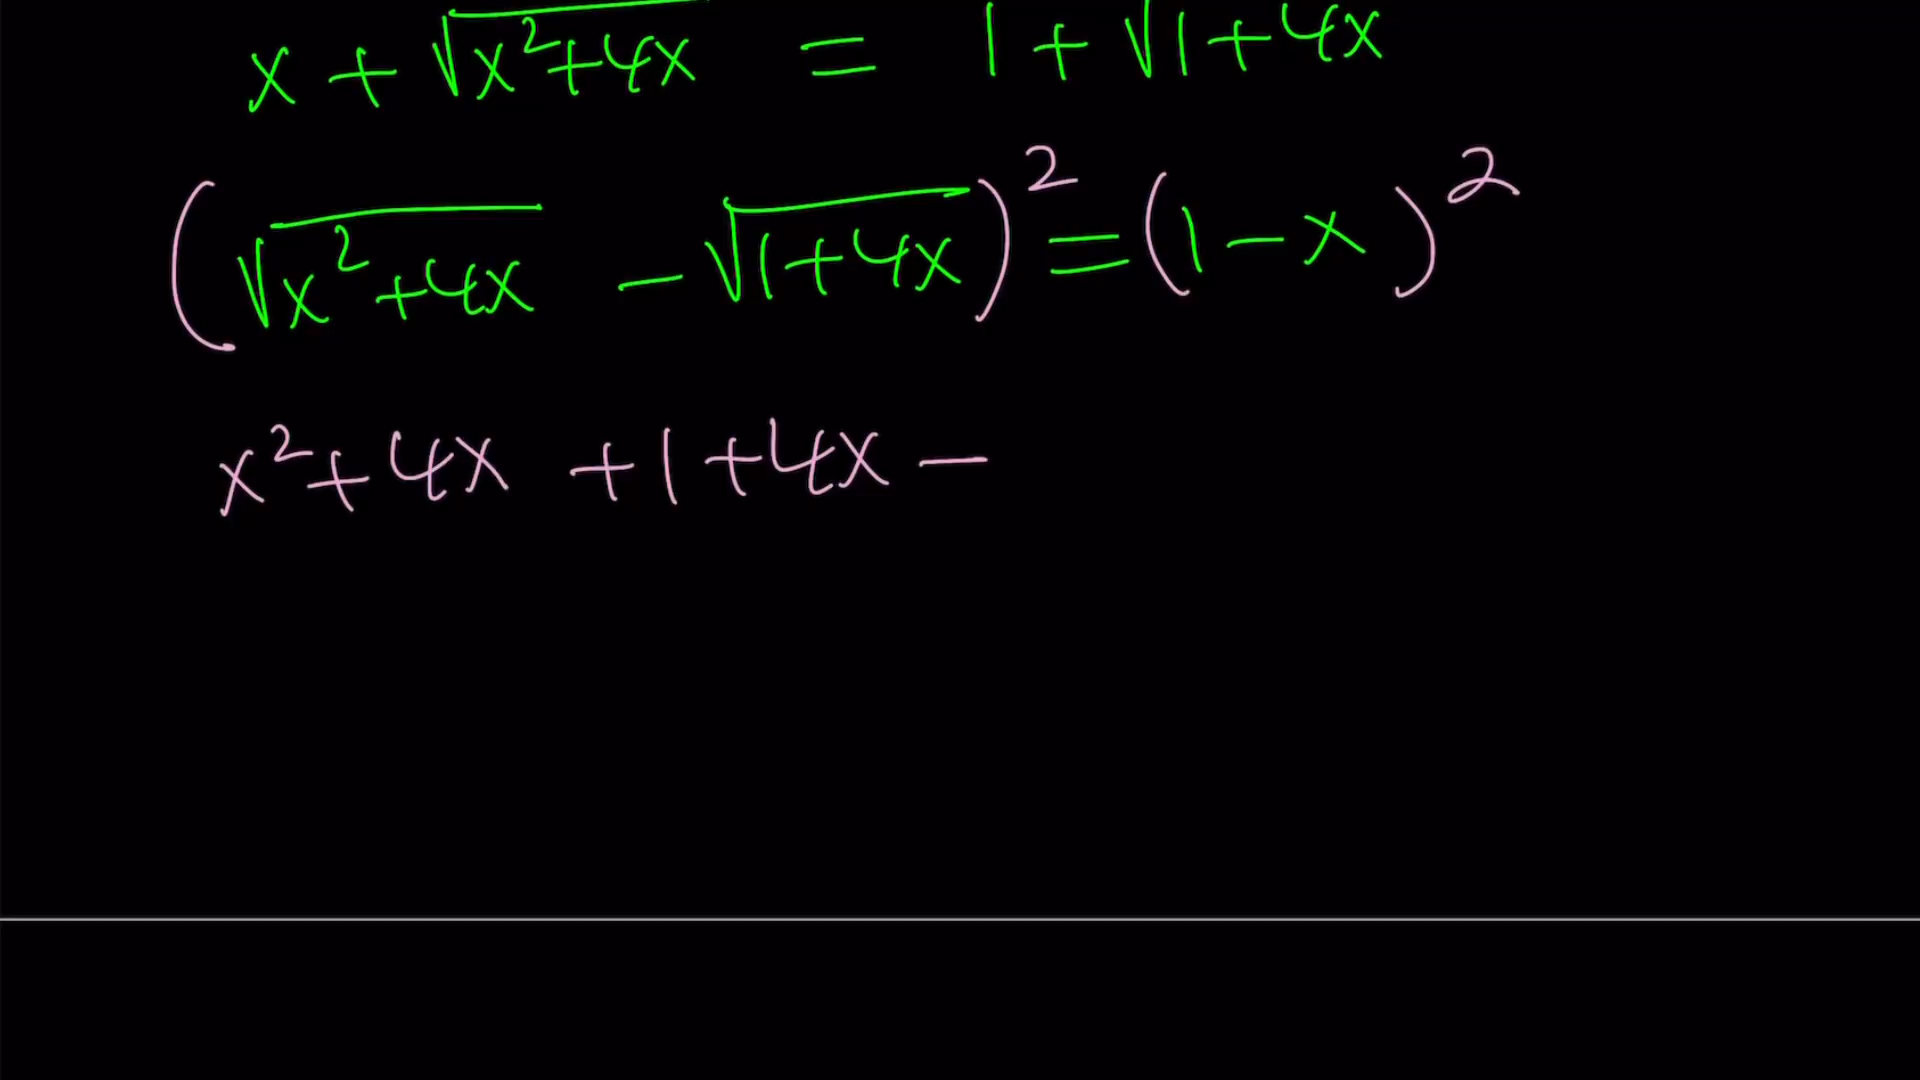 x + √x²+4x = 1 + √1+4x
(√x²+4x - √1+4x)² = (1-x)²
x²+4x +1+4x -